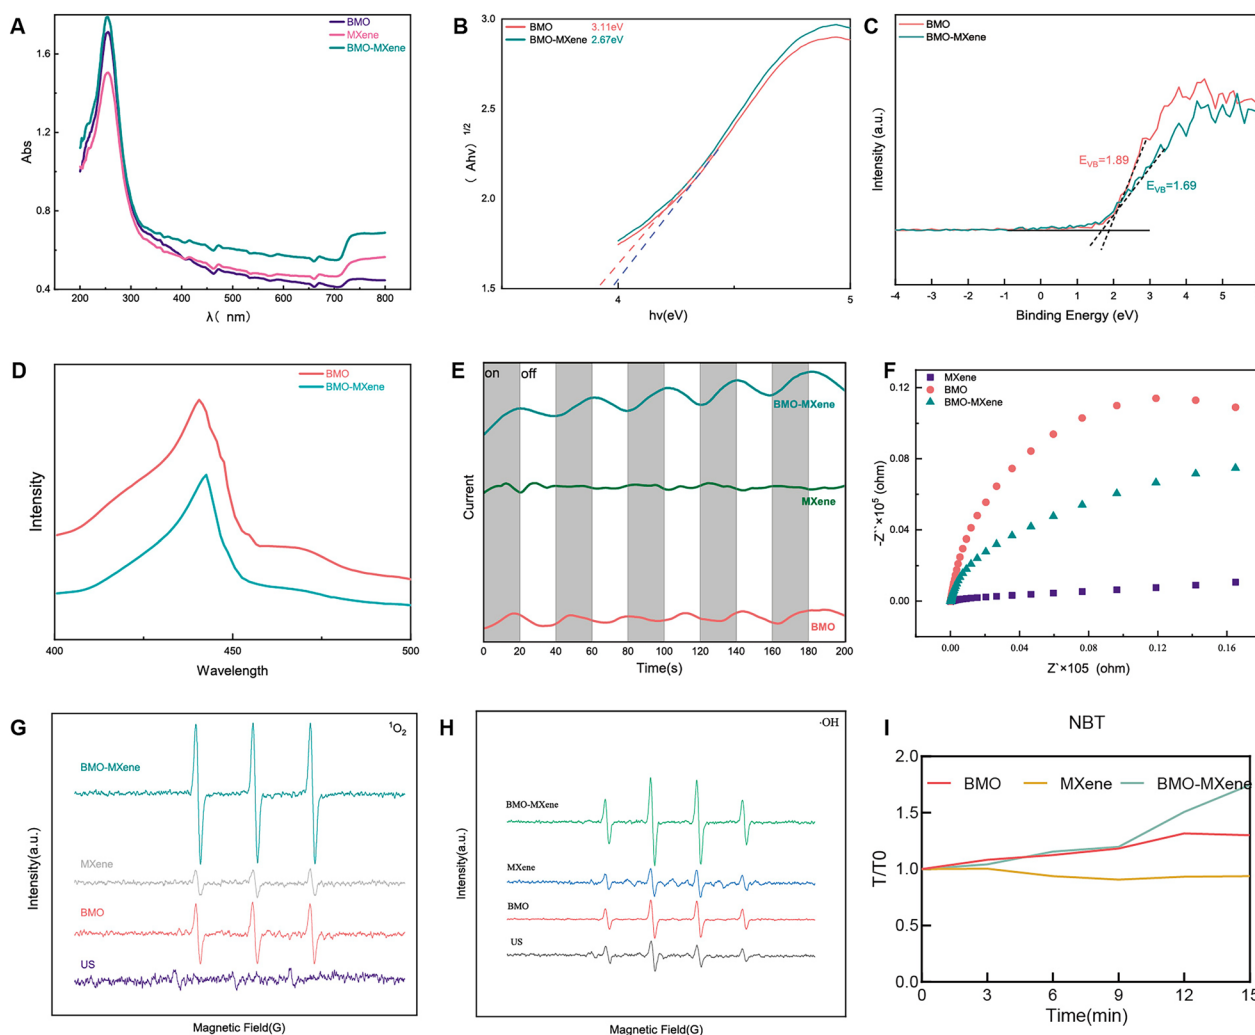 A
BMO
MXene
BMO-MXene
1.6
1.2
0.8
0.4
Abs
200
300
400
500
600
700
800
λ( nm)
B
BMO 3.11eV
BMO-MXene 2.67eV
3.0
2.5
2.0
1.5
( Ahv) 1/2
4
5
hv(eV)
C
BMO
BMO-MXene
Intensity (a.u.)
EVB=1.89
EVB=1.69
-4
-3
-2
-1
0
1
2
3
4
5
Binding Energy (eV)
D
BMO
BMO-MXene
Intensity
400
450
500
Wavelength
E
on
off
BMO-MXene
MXene
BMO
Current
0
20
40
60
80
100
120
140
160
180
200
Time(s)
F
MXene
BMO
BMO-MXene
0.12
0.08
0.04
0.00
-Z``×10⁵ (ohm)
0.00
0.04
0.08
0.12
0.16
Z`×105 (ohm)
G
¹O₂
BMO-MXene
MXene
BMO
US
Intensity(a.u.)
Magnetic Field(G)
H
·OH
BMO-MXene
MXene
BMO
US
Intensity(a.u.)
Magnetic Field(G)
I
NBT
BMO
MXene
BMO-MXene
2.0
1.5
1.0
0.5
0.0
T/T0
0
3
6
9
12
15
Time(min)